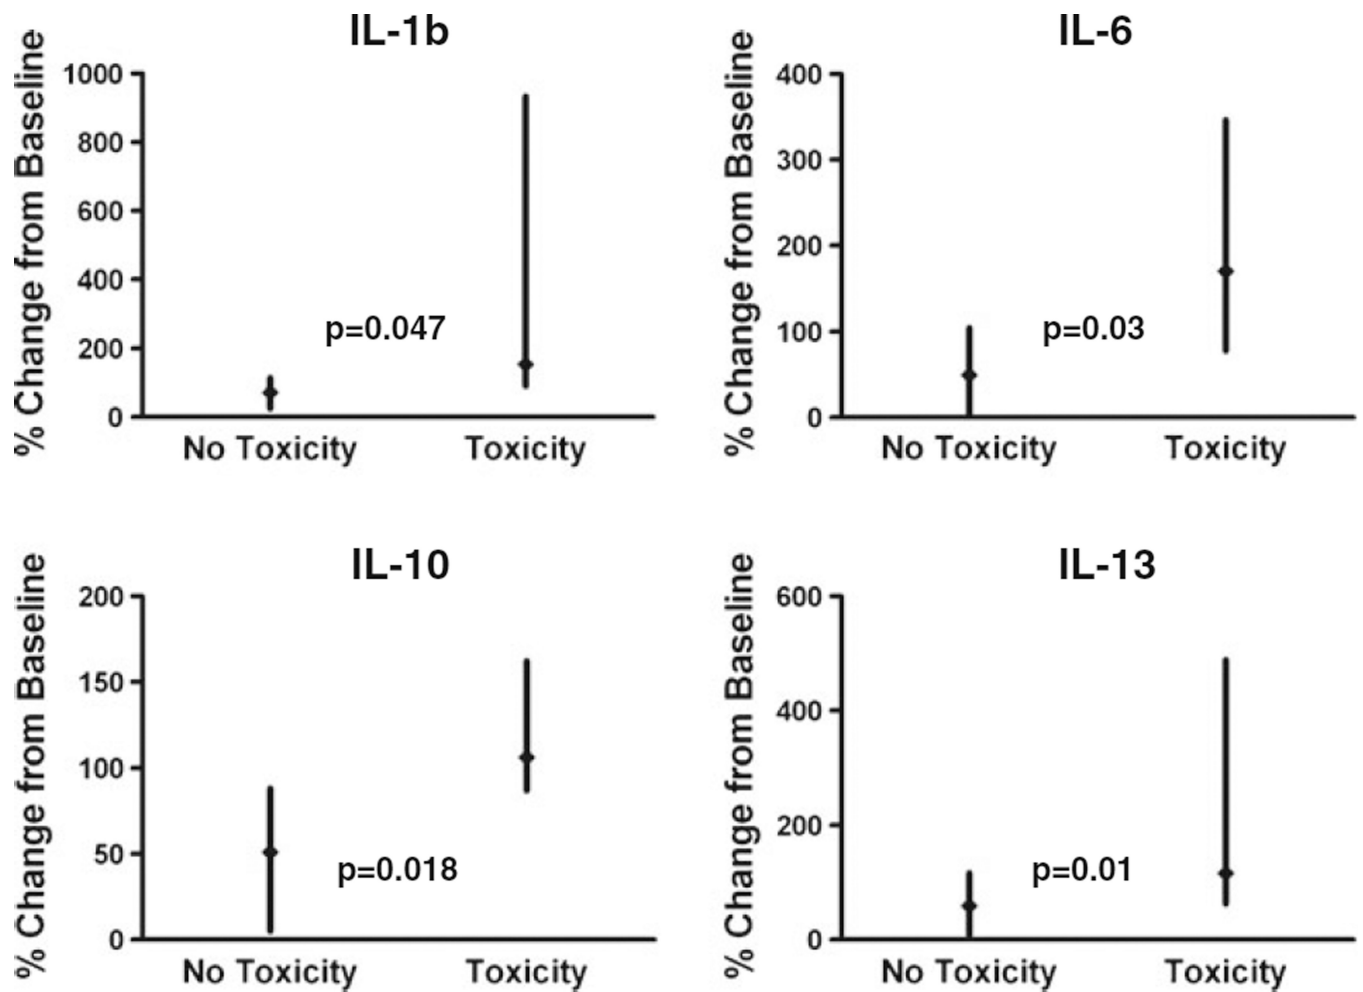 IL-1b
% Change from Baseline
1000
800
600
400
200
0
p=0.047
No Toxicity
Toxicity
IL-6
% Change from Baseline
400
300
200
100
0
p=0.03
No Toxicity
Toxicity
IL-10
% Change from Baseline
200
150
100
50
0
p=0.018
No Toxicity
Toxicity
IL-13
% Change from Baseline
600
400
200
0
p=0.01
No Toxicity
Toxicity